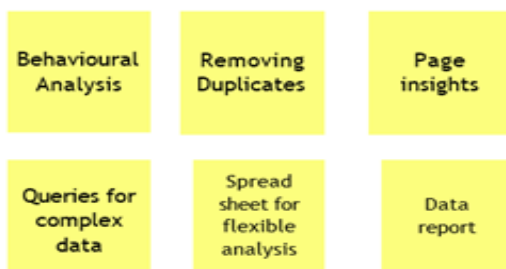 Behavioural
Analysis
Removing
Duplicates
Page
insights
Queries for
complex
data
Spread
sheet for
flexible
analysis
Data
report